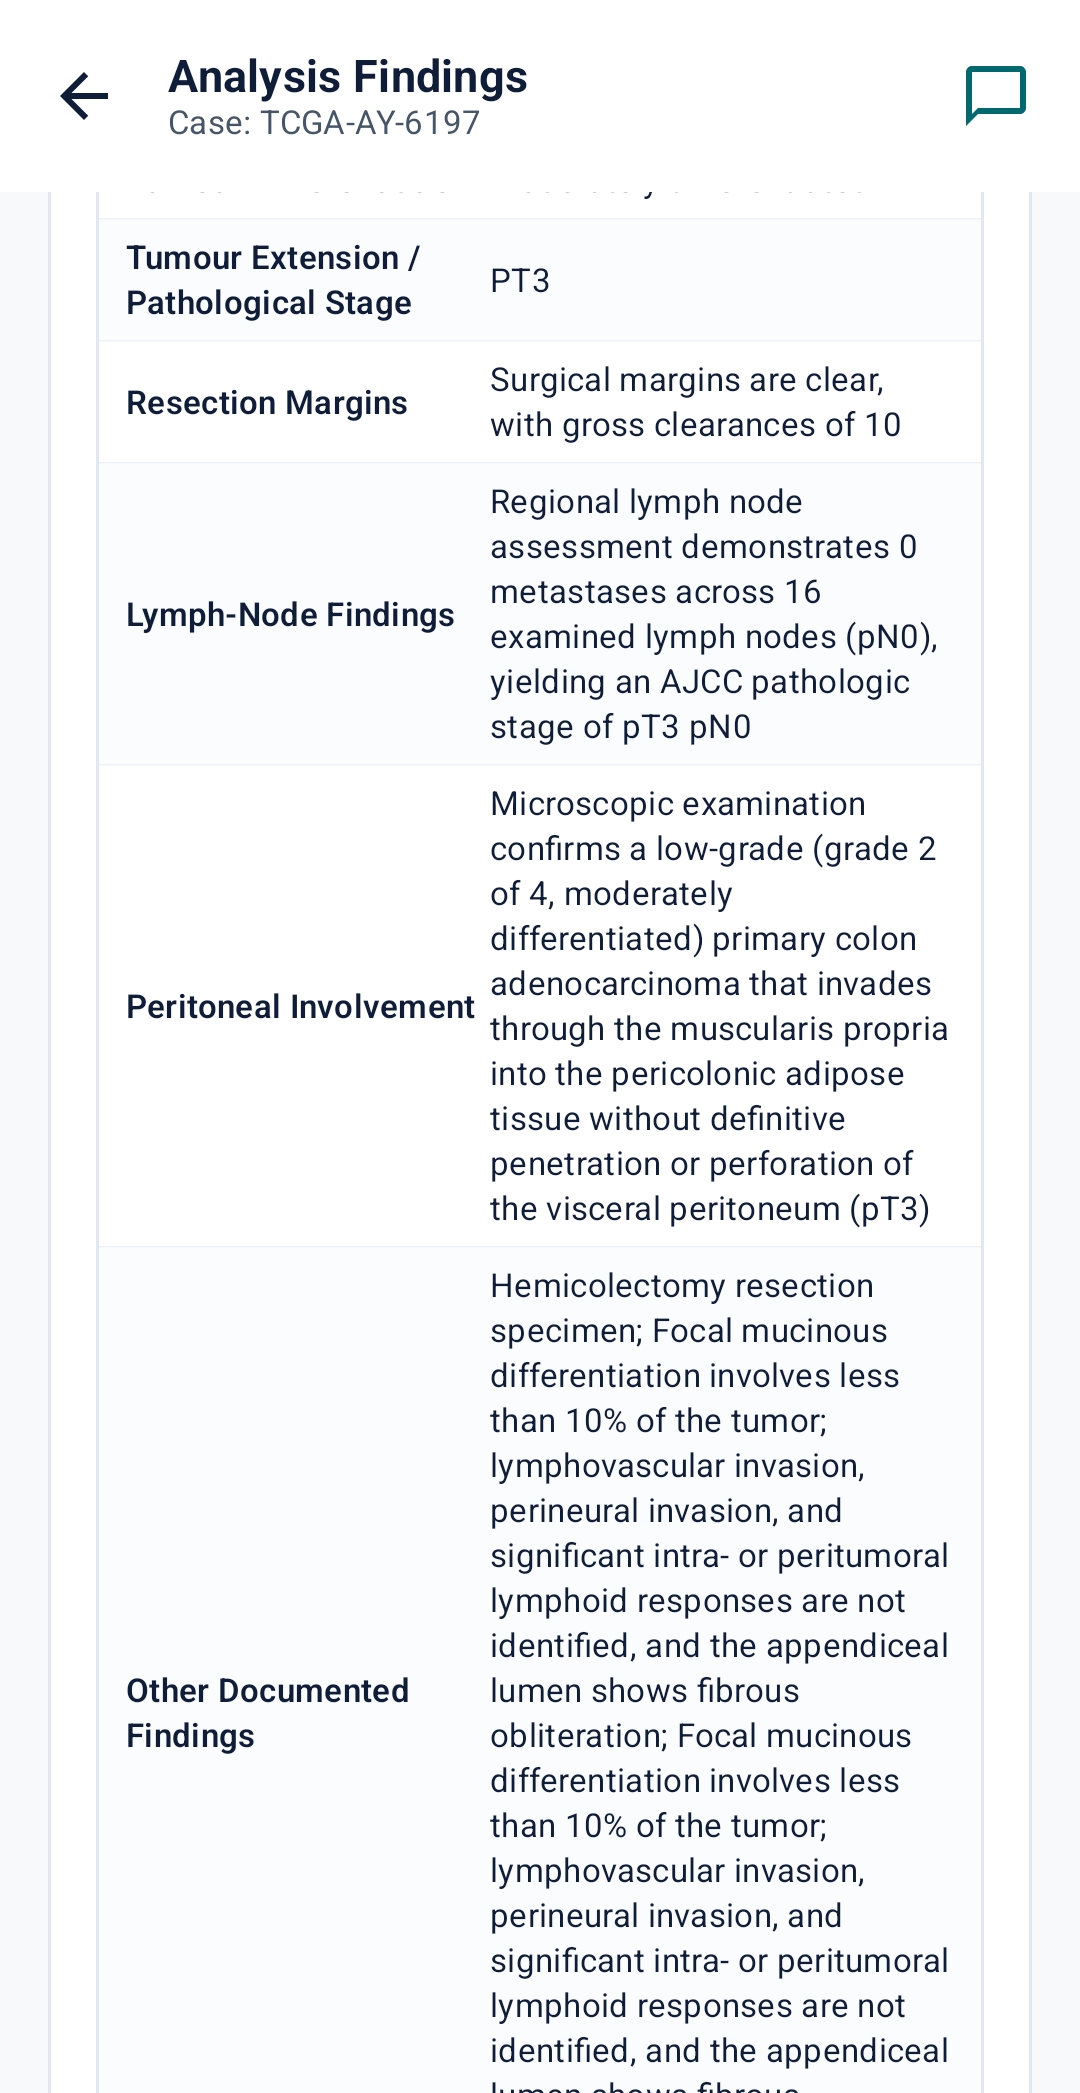 Analysis Findings
Case: TCGA-AY-6197
Tumour Extension /
Pathological Stage
PT3
Resection Margins
Surgical margins are clear,
with gross clearances of 10
Lymph-Node Findings
Regional lymph node
assessment demonstrates 0
metastases across 16
examined lymph nodes (pN0),
yielding an AJCC pathologic
stage of pT3 pN0
Peritoneal Involvement
Microscopic examination
confirms a low-grade (grade 2
of 4, moderately
differentiated) primary colon
adenocarcinoma that invades
through the muscularis propria
into the pericolonic adipose
tissue without definitive
penetration or perforation of
the visceral peritoneum (pT3)
Other Documented
Findings
Hemicolectomy resection
specimen; Focal mucinous
differentiation involves less
than 10% of the tumor;
lymphovascular invasion,
perineural invasion, and
significant intra- or peritumoral
lymphoid responses are not
identified, and the appendiceal
lumen shows fibrous
obliteration; Focal mucinous
differentiation involves less
than 10% of the tumor;
lymphovascular invasion,
perineural invasion, and
significant intra- or peritumoral
lymphoid responses are not
identified, and the appendiceal
lumen shows fibrous